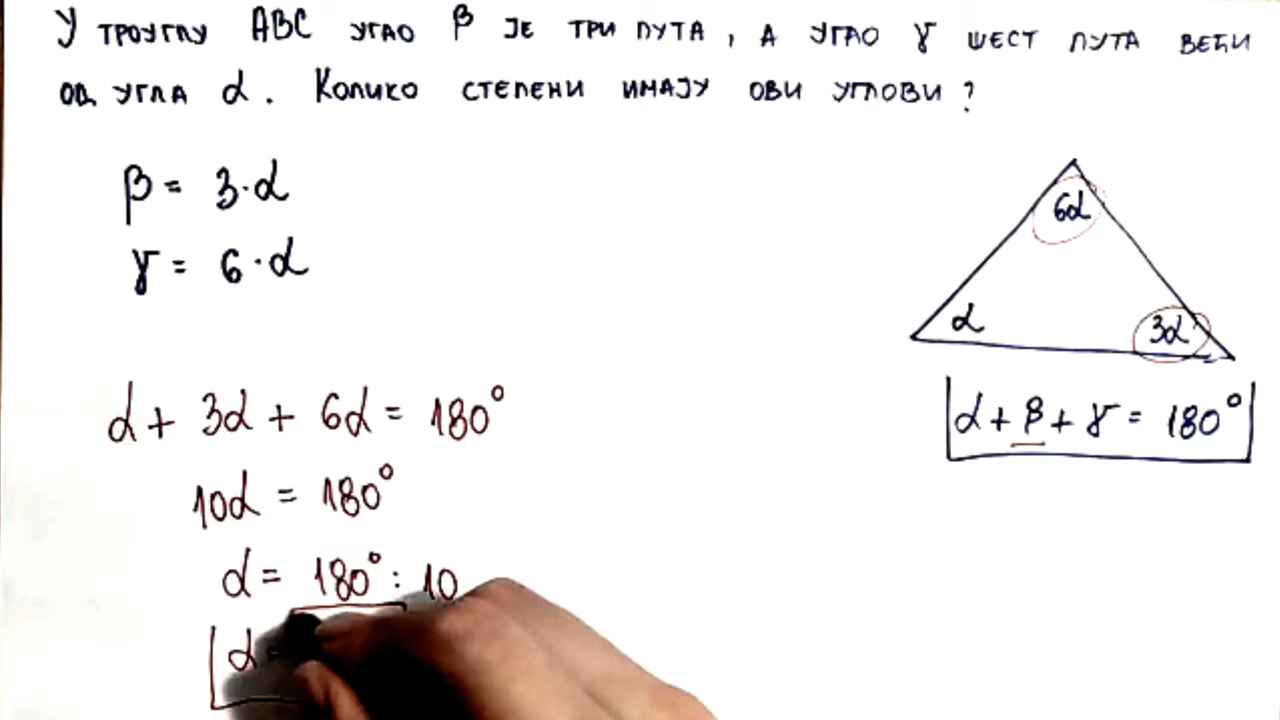 У ТРОУГЛУ ABC УГАО β ЈЕ ТРИ ПУТА, А УГАО γ ШЕСТ ПУТА ВЕЋИ
ОД УГЛА α. КОЛИКО СТЕПЕНИ ИМАЈУ ОВИ УГЛОВИ?
β = 3·α
γ = 6·α
6α
α
3α
α + β + γ = 180°
α + 3α + 6α = 180°
10α = 180°
α = 180° : 10
α =